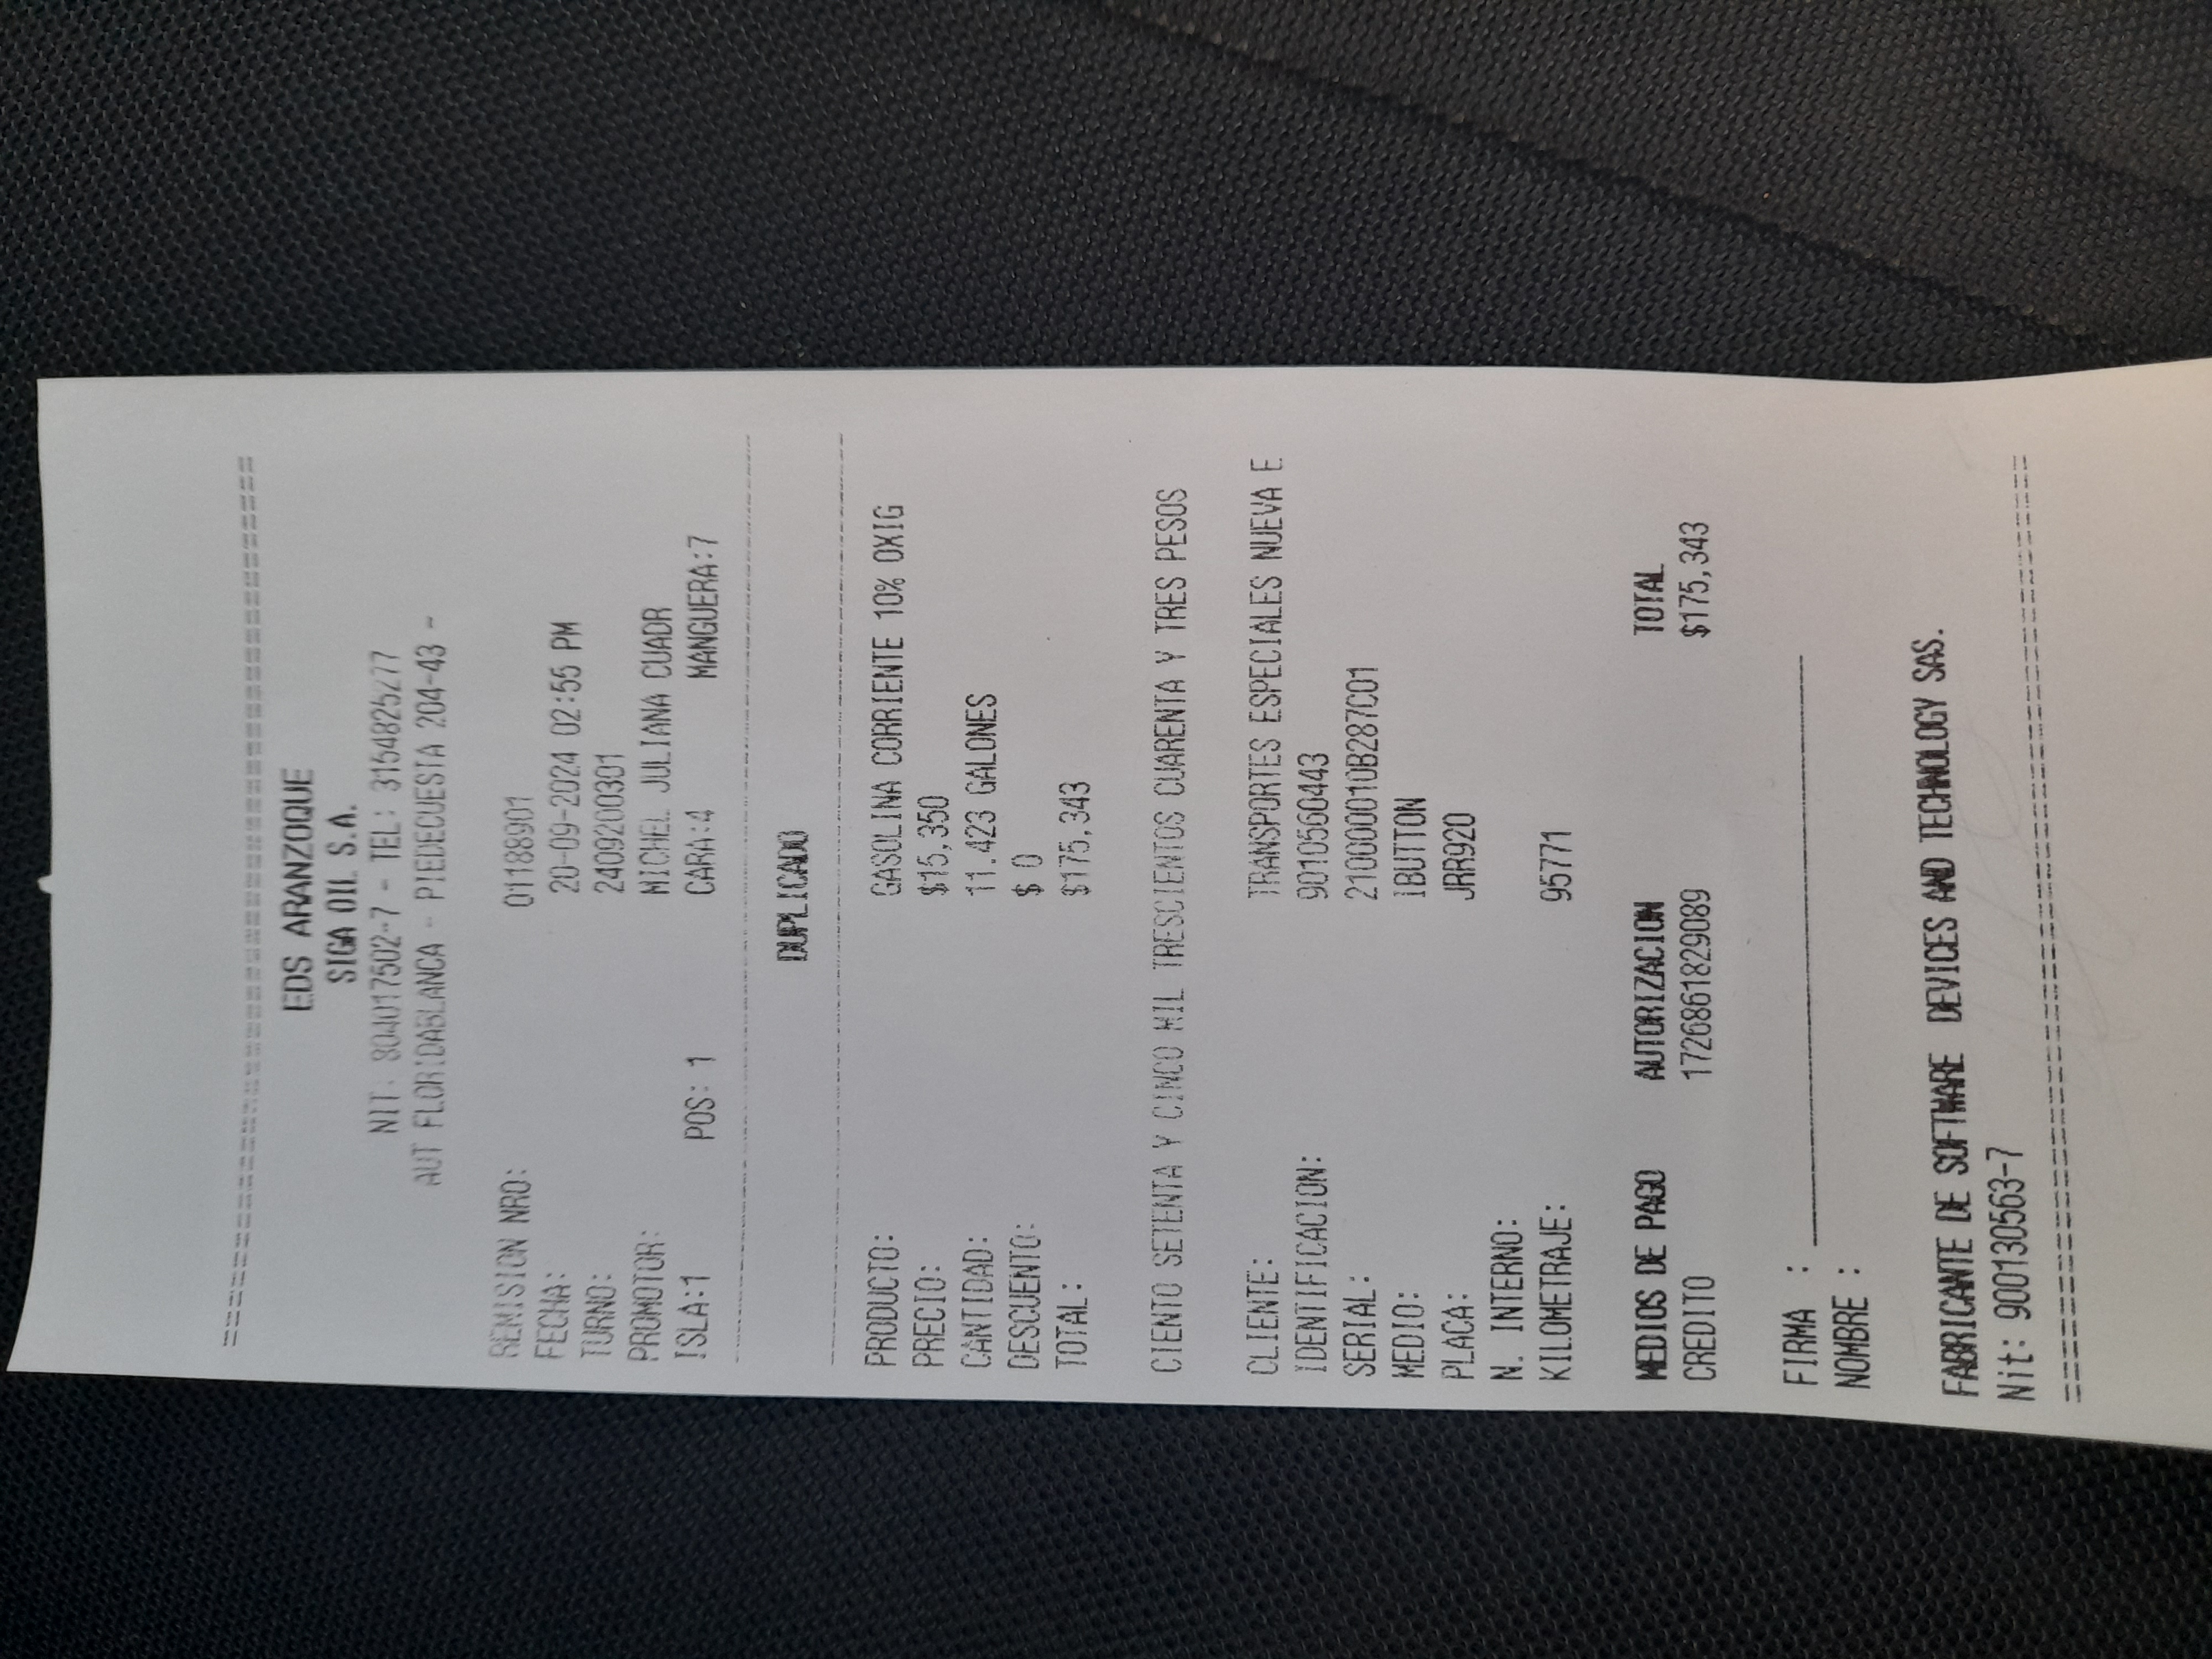 ================================================
EDS ARANZOQUE
SIGA OIL S.A.
NIT: 804017502-7 - TEL: 3154825277
AUT FLORIDABLANCA - PIEDECUESTA 204-43 -
REMISION NRO: 01188901
FECHA: 20-09-2024 02:55 PM
TURNO: 2409200301
PROMOTOR: MICHEL JULIANA CUADR
ISLA:1 POS: 1 CARA:4 MANGUERA:7
DUPLICADO
PRODUCTO: GASOLINA CORRIENTE 10% OXIG
PRECIO: $15,350
CANTIDAD: 11.423 GALONES
DESCUENTO: $ 0
TOTAL: $175,343
CIENTO SETENTA Y CINCO MIL TRESCIENTOS CUARENTA Y TRES PESOS
CLIENTE: TRANSPORTES ESPECIALES NUEVA E
IDENTIFICACION: 9010560443
SERIAL: 210000010B287C01
MEDIO: IBUTTON
PLACA: JRR920
N. INTERNO:
KILOMETRAJE: 95771
MEDIOS DE PAGO AUTORIZACION TOTAL
CREDITO 1726861829089 $175,343
FIRMA :
NOMBRE :
FABRICANTE DE SOFTWARE DEVICES AND TECHNOLOGY SAS.
Nit: 900130563-7
================================================